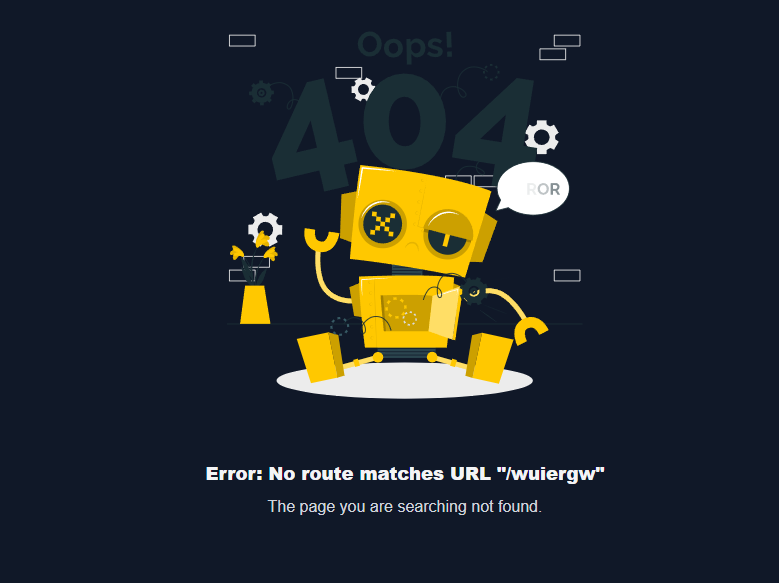 Oops!
404
ROR
Error: No route matches URL "/wuiergw"
The page you are searching not found.